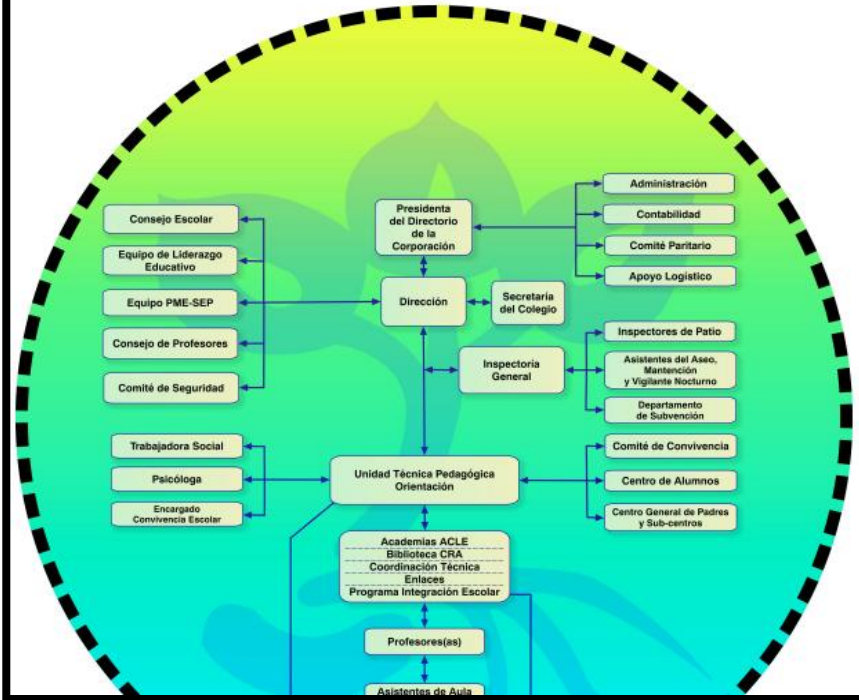 Presidenta
del Directorio
de la
Corporación
Administración
Contabilidad
Comité Paritario
Apoyo Logístico
Consejo Escolar
Equipo de Liderazgo
Educativo
Equipo PME-SEP
Consejo de Profesores
Comité de Seguridad
Dirección
Secretaría
del Colegio
Inspectoría
General
Inspectores de Patio
Asistentes del Aseo,
Mantención
y Vigilante Nocturno
Departamento
de Subvención
Trabajadora Social
Psicóloga
Encargado
Convivencia Escolar
Unidad Técnica Pedagógica
Orientación
Comité de Convivencia
Centro de Alumnos
Centro General de Padres
y Sub-centros
Academias ACLE
Biblioteca CRA
Coordinación Técnica
Enlaces
Programa Integración Escolar
Profesores(as)
Asistentes de Aula